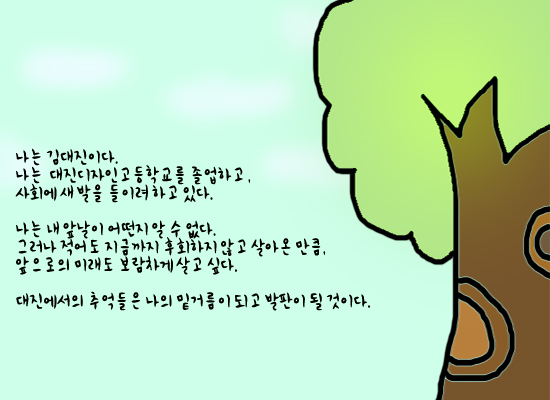 나는 김대진이다.
나는 대진디자인고등학교를 졸업하고,
사회에 새 발을 들이려 하고 있다.
나는 내 앞날이 어떤지 알 수 없다.
그러나 적어도 지금까지 후회하지 않고 살아온 만큼,
앞으로의 미래도 보람차게 살고 싶다.
대진에서의 추억들은 나의 밑거름이 되고 발판이 될 것이다.